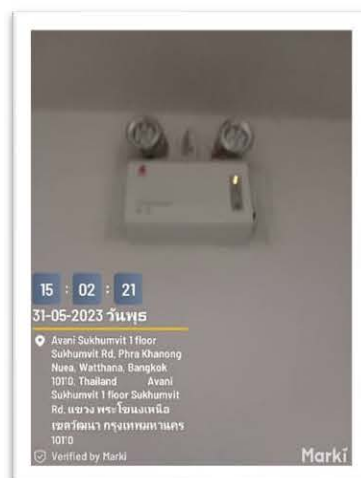 15 : 02 : 21
31-05-2023 วันพุธ
Avani Sukhumvit 1 floor
Sukhumvit Rd, Phra Khanong
Nuea, Watthana, Bangkok
10110, Thailand Avani
Sukhumvit 1 floor Sukhumvit
Rd, แขวง พระโขนงเหนือ
เขตวัฒนา กรุงเทพมหานคร
10110
Verified by Marki
Marki